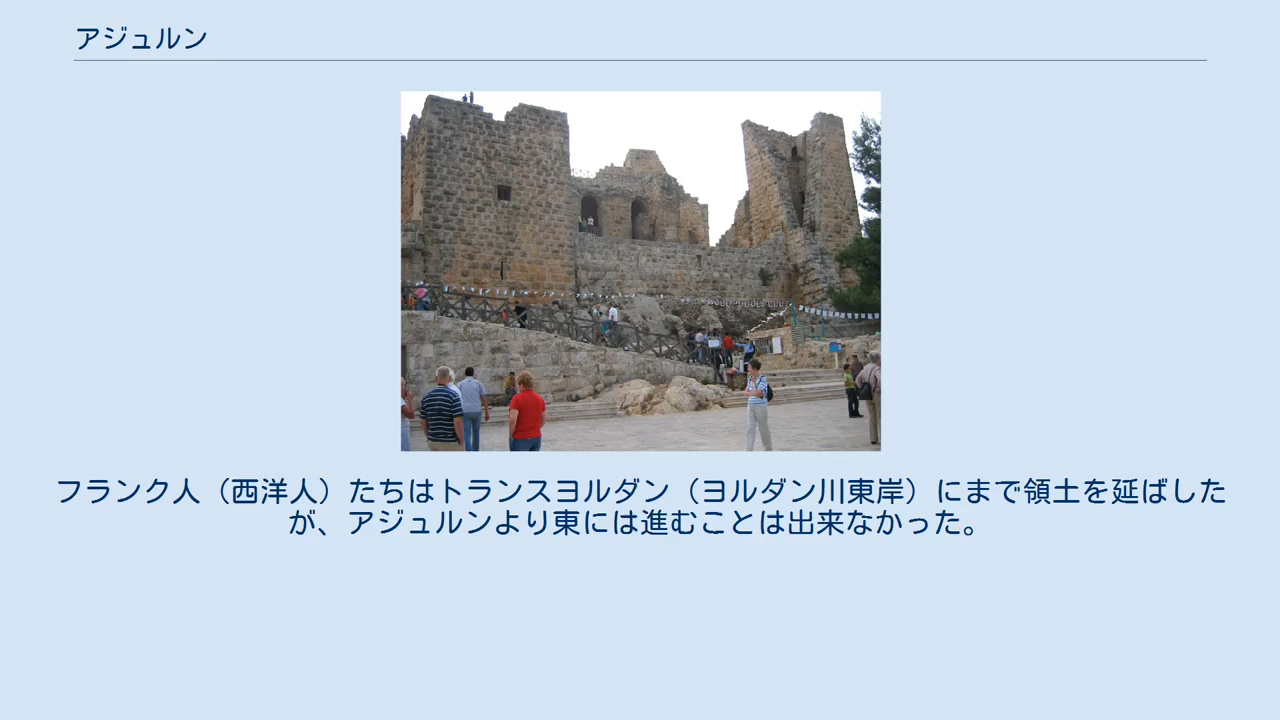 アジュルン
フランク人（西洋人）たちはトランスヨルダン（ヨルダン川東岸）にまで領土を延ばした
が、アジュルンより東には進むことは出来なかった。